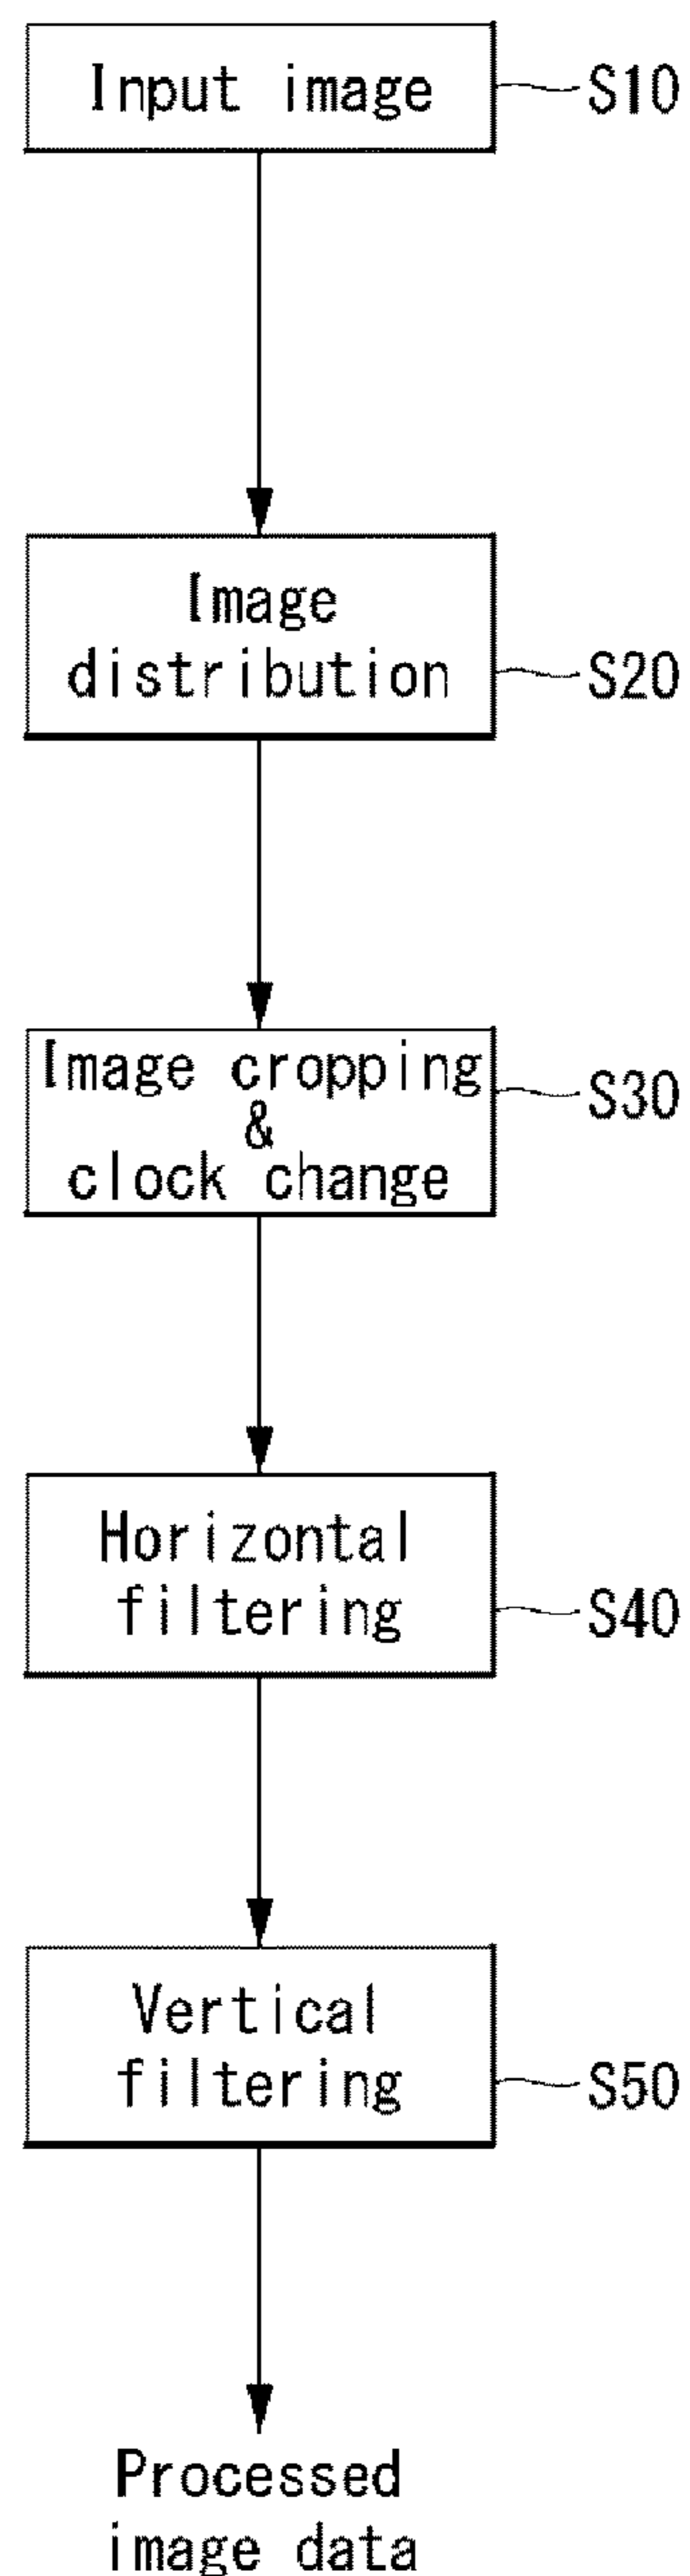 Input image
S10
Image
distribution
S20
Image cropping
&
clock change
S30
Horizontal
filtering
S40
Vertical
filtering
S50
Processed
image data